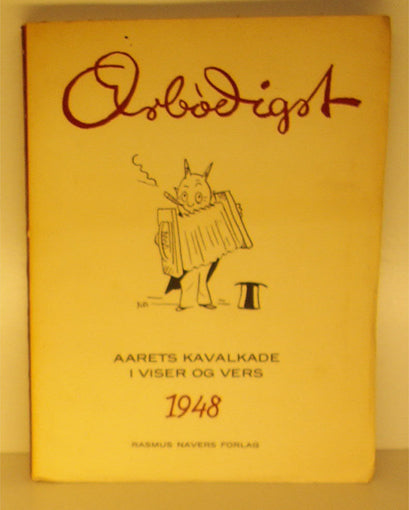 Ærbødigst
AARETS KAVALKADE
I VISER OG VERS
1948
RASMUS NAVERS FORLAG